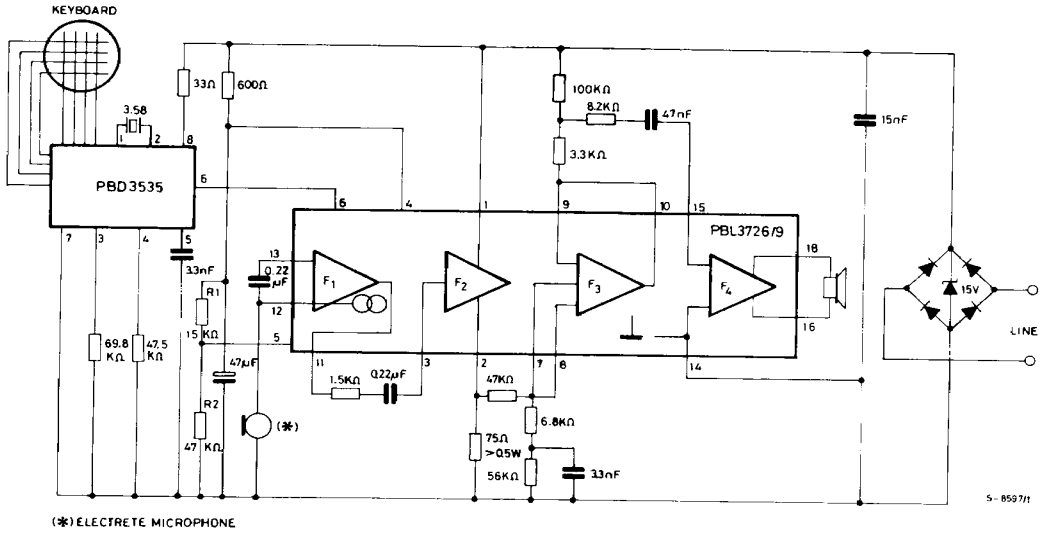 KEYBOARD
3.58
1 2 8
33Ω
600Ω
100KΩ
8.2KΩ
47nF
3.3KΩ
15nF
PBD3535
6
7 3 4 5
6 4 1 9 10 15
PBL3726/9
13
0.22
µF
12
F1
F2
F3
F4
18
16
15V
LINE
3.3nF
R1
15 KΩ
5
69.8
KΩ
47.5
KΩ
47µF
11 3 2 7 8 14
1.5KΩ
0.22µF
47KΩ
R2
47 KΩ
(*)
75Ω
>0.5W
6.8KΩ
56KΩ
3.3nF
S-8597/1
(*) ELECTRETE MICROPHONE